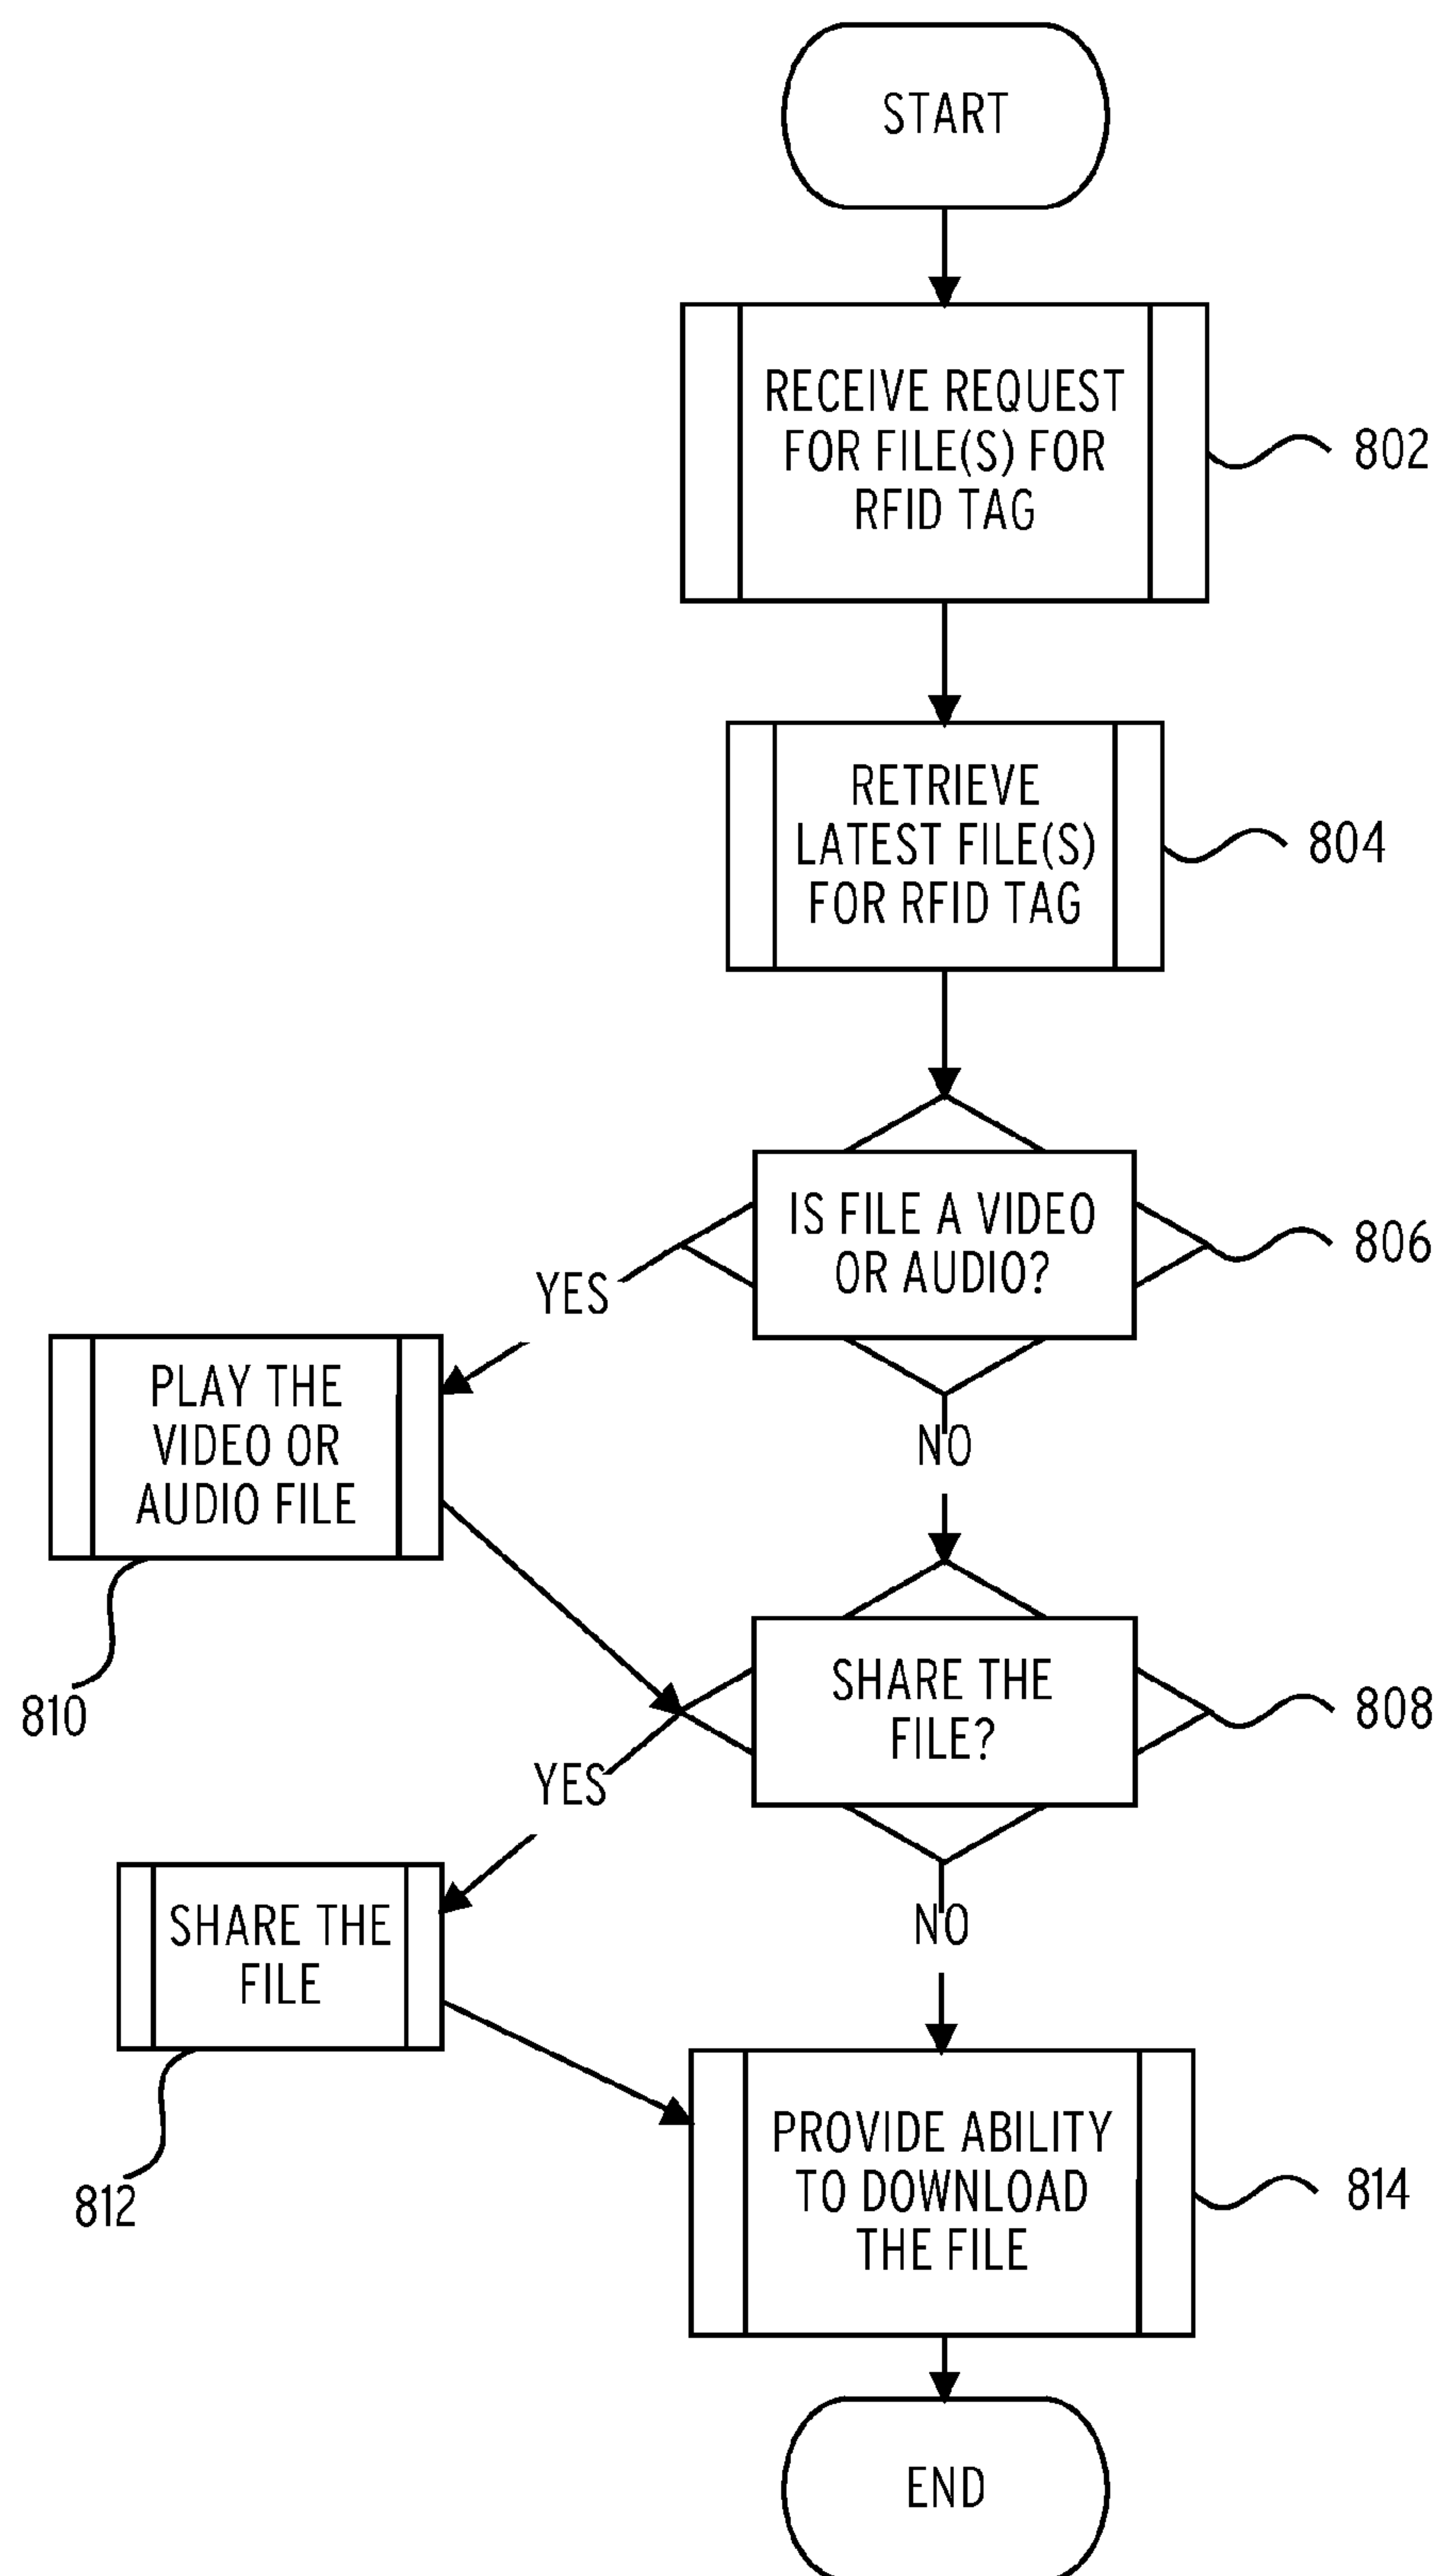 START
RECEIVE REQUEST
FOR FILE(S) FOR
RFID TAG
802
RETRIEVE
LATEST FILE(S)
FOR RFID TAG
804
IS FILE A VIDEO
OR AUDIO?
806
YES
PLAY THE
VIDEO OR
AUDIO FILE
810
NO
SHARE THE
FILE?
808
YES
SHARE THE
FILE
812
NO
PROVIDE ABILITY
TO DOWNLOAD
THE FILE
814
END